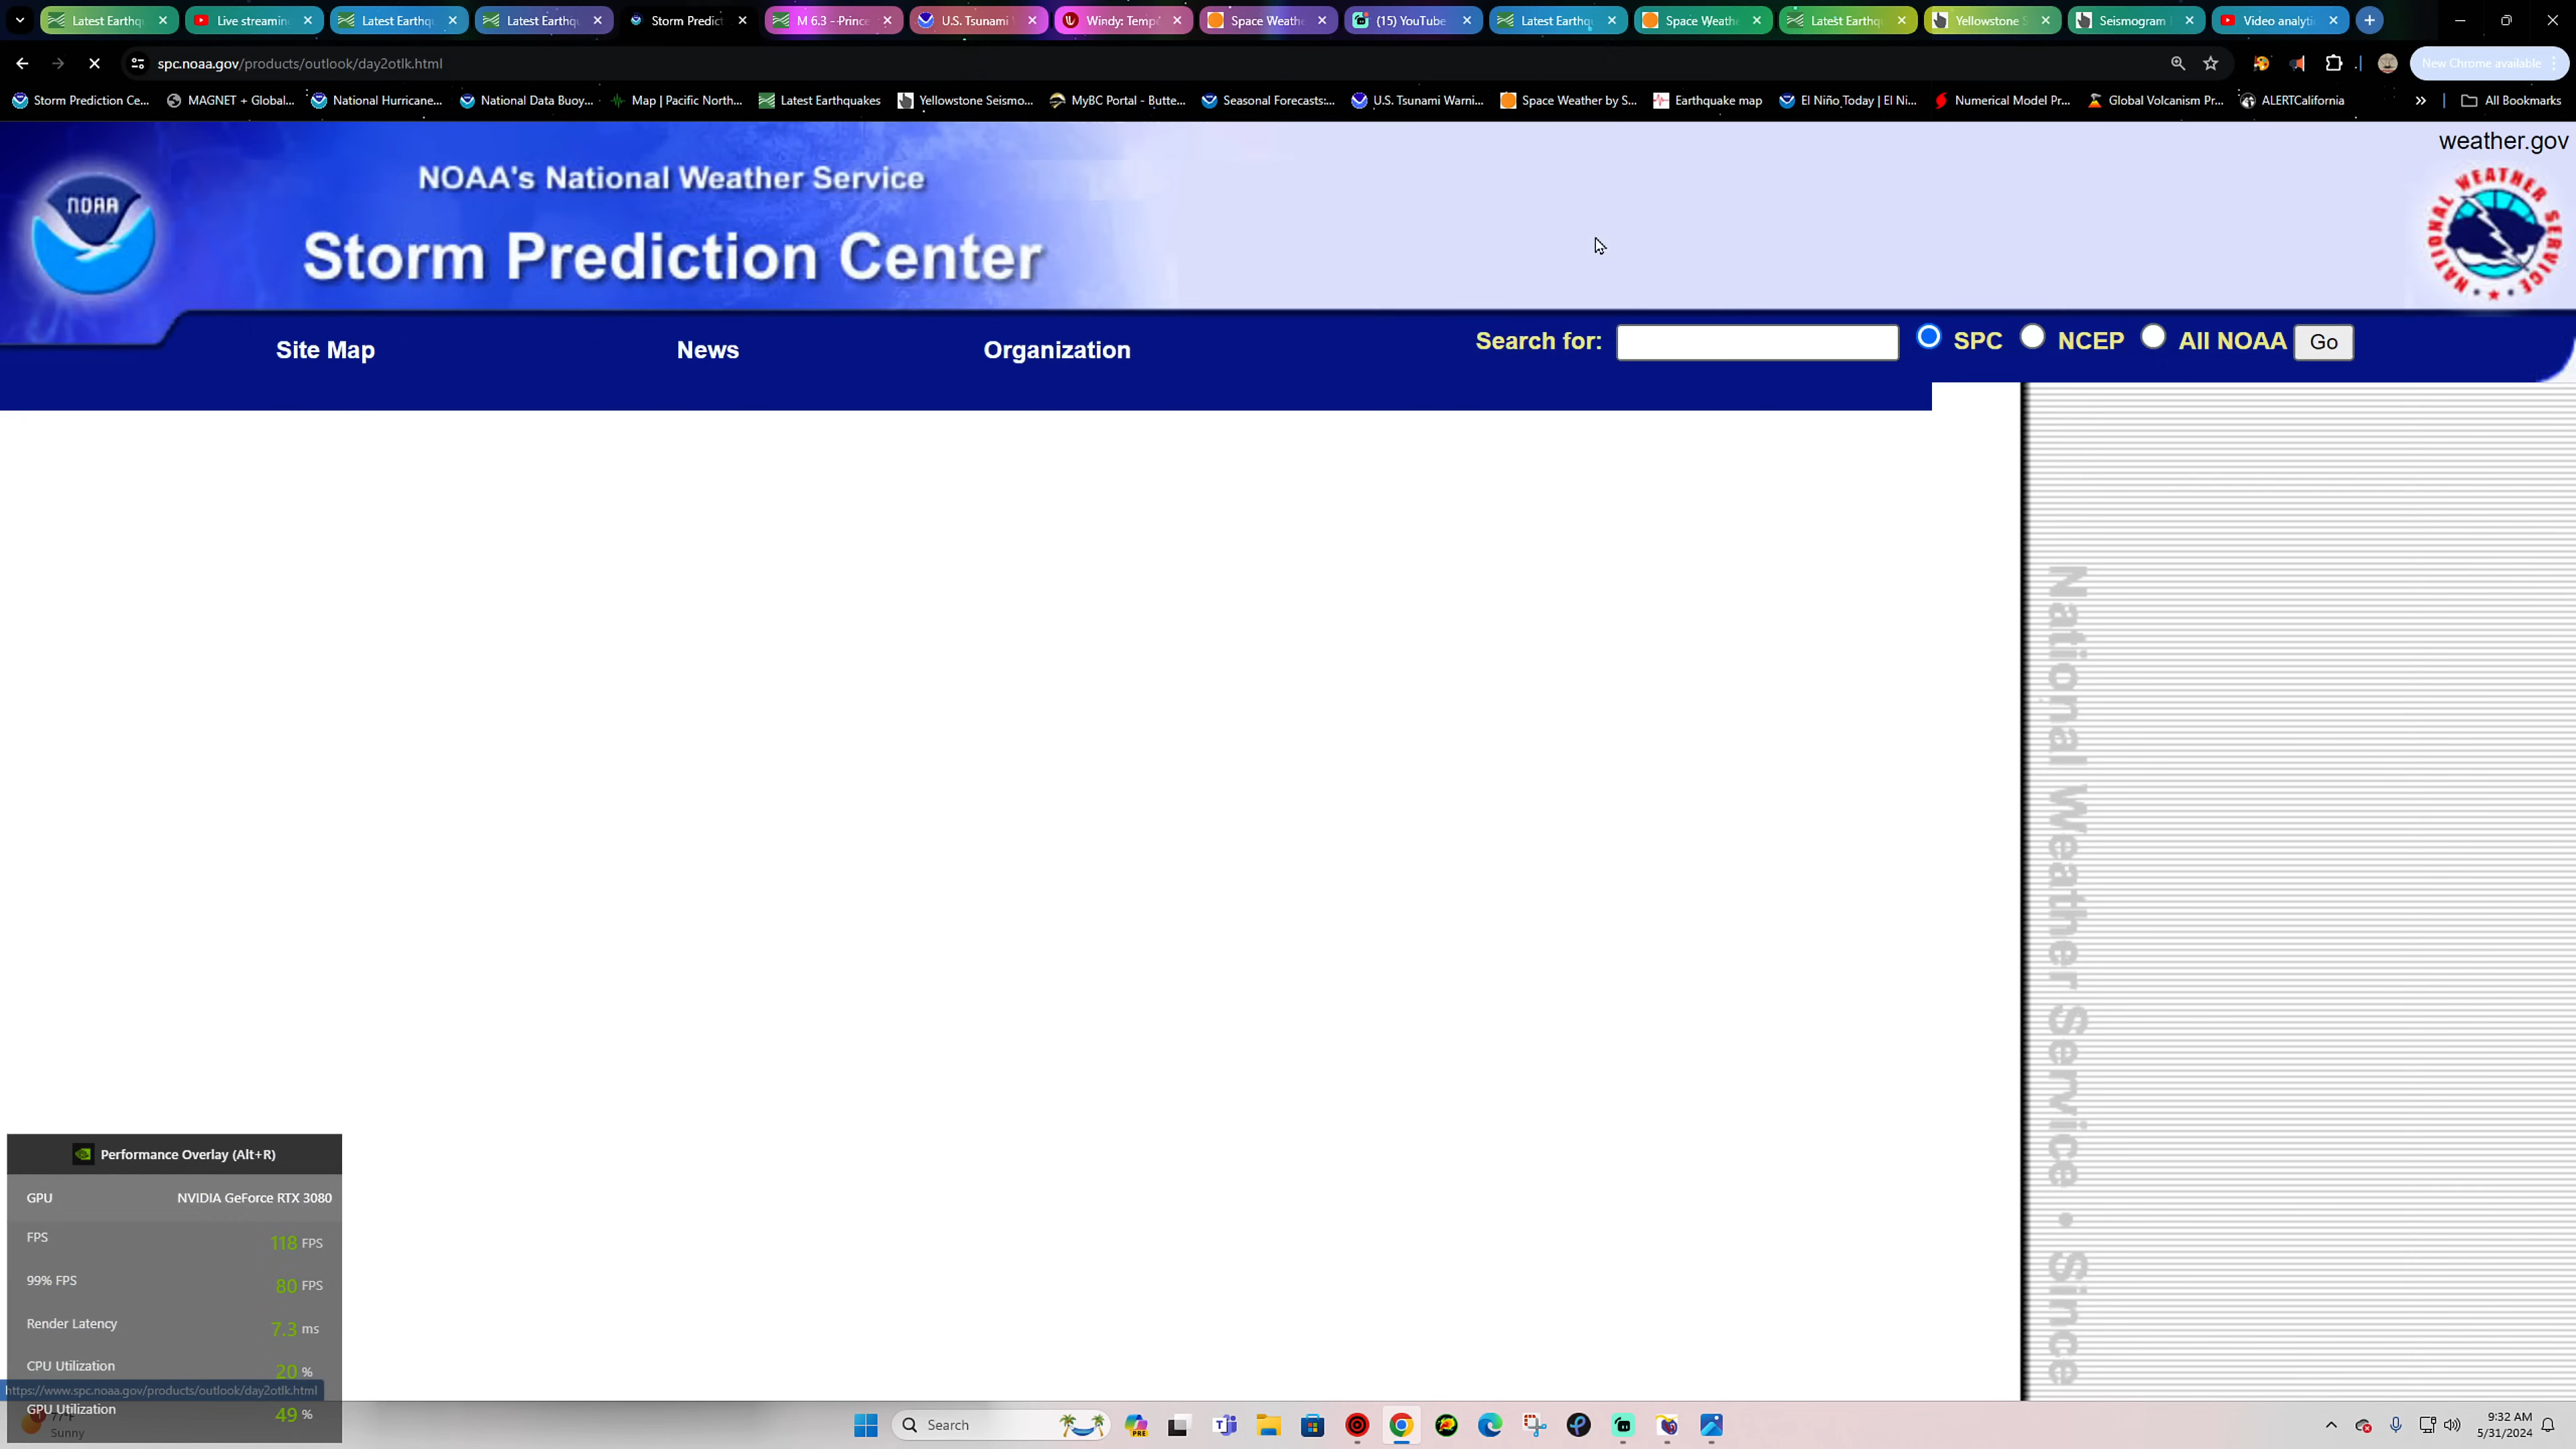 Latest Earthqu
Live streamin
Latest Earthqu
Latest Earthqu
Storm Predict
M 6.3 - Prince
U.S. Tsunami
Windy: Temp
Space Weath
(15) YouTube
Latest Earthqu
Space Weath
Latest Earthqu
Yellowstone S
Seismogram
Video analyti
spc.noaa.gov/products/outlook/day2otlk.html
New Chrome available
Storm Prediction Ce...
MAGNET + Global...
National Hurricane...
National Data Buoy...
Map | Pacific North...
Latest Earthquakes
Yellowstone Seismo...
MyBC Portal - Butte...
Seasonal Forecasts:...
U.S. Tsunami Warni...
Space Weather by S...
Earthquake map
El Niño Today | El Ni...
Numerical Model Pr...
Global Volcanism Pr...
ALERTCalifornia
All Bookmarks
weather.gov
NOAA
NOAA's National Weather Service
Storm Prediction Center
NATIONAL WEATHER SERVICE
Site Map
News
Organization
Search for:
SPC
NCEP
All NOAA
Go
National Weather Service • Since
Performance Overlay (Alt+R)
GPU NVIDIA GeForce RTX 3080
FPS 118 FPS
99% FPS 80 FPS
Render Latency 7.3 ms
CPU Utilization 20 %
https://www.spc.noaa.gov/products/outlook/day2otlk.html
GPU Utilization 49 %
77°F
Sunny
Search
PRE
9:32 AM
5/31/2024